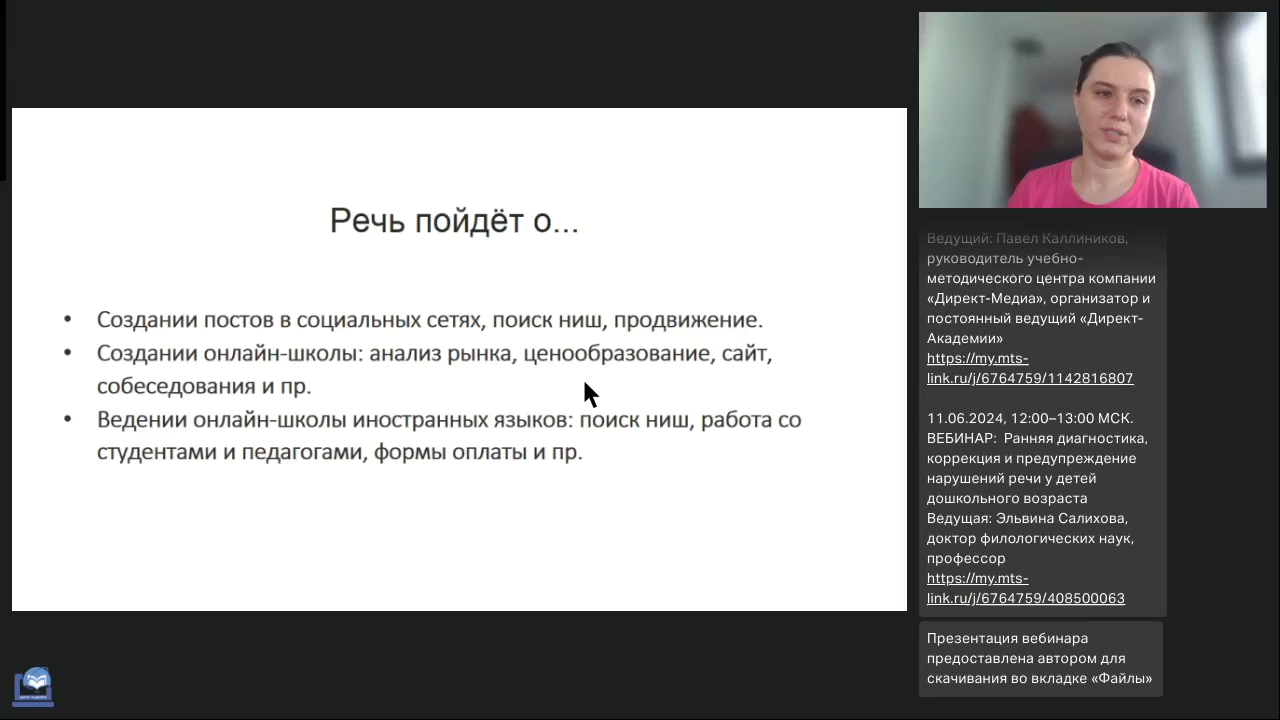 Речь пойдёт о...
• Создании постов в социальных сетях, поиск ниш, продвижение.
• Создании онлайн-школы: анализ рынка, ценообразование, сайт,
собеседования и пр.
• Ведении онлайн-школы иностранных языков: поиск ниш, работа со
студентами и педагогами, формы оплаты и пр.
Ведущий: Павел Каллиников,
руководитель учебно-
методического центра компании
«Директ-Медиа», организатор и
постоянный ведущий «Директ-
Академии»
https://my.mts-
link.ru/j/6764759/1142816807
11.06.2024, 12:00–13:00 МСК.
ВЕБИНАР:  Ранняя диагностика,
коррекция и предупреждение
нарушений речи у детей
дошкольного возраста
Ведущая: Эльвина Салихова,
доктор филологических наук,
профессор
https://my.mts-
link.ru/j/6764759/408500063
Презентация вебинара
предоставлена автором для
скачивания во вкладке «Файлы»